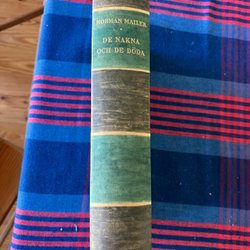 NORMAN MAILER
DE NAKNA
OCH DE DÖDA